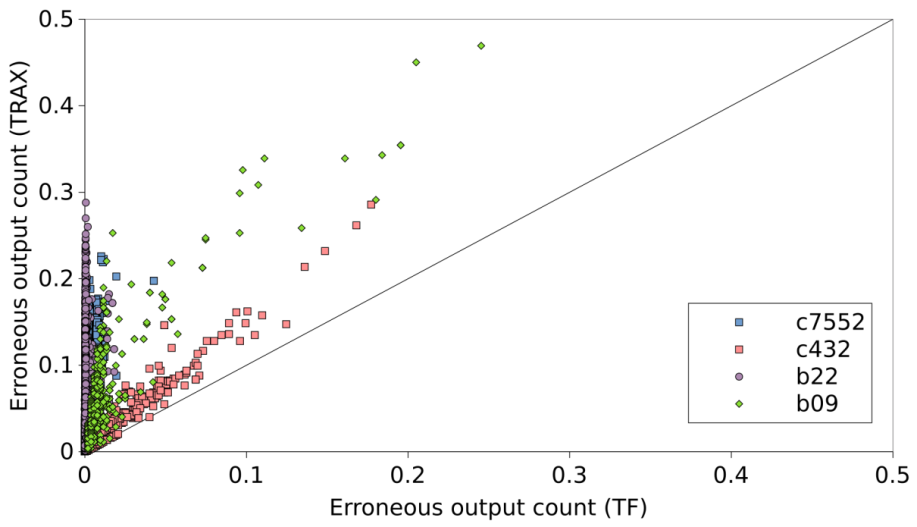 Erroneous output count (TRAX)
0.5
0.4
0.3
0.2
0.1
0
0 0.1 0.2 0.3 0.4 0.5
Erroneous output count (TF)
c7552
c432
b22
b09